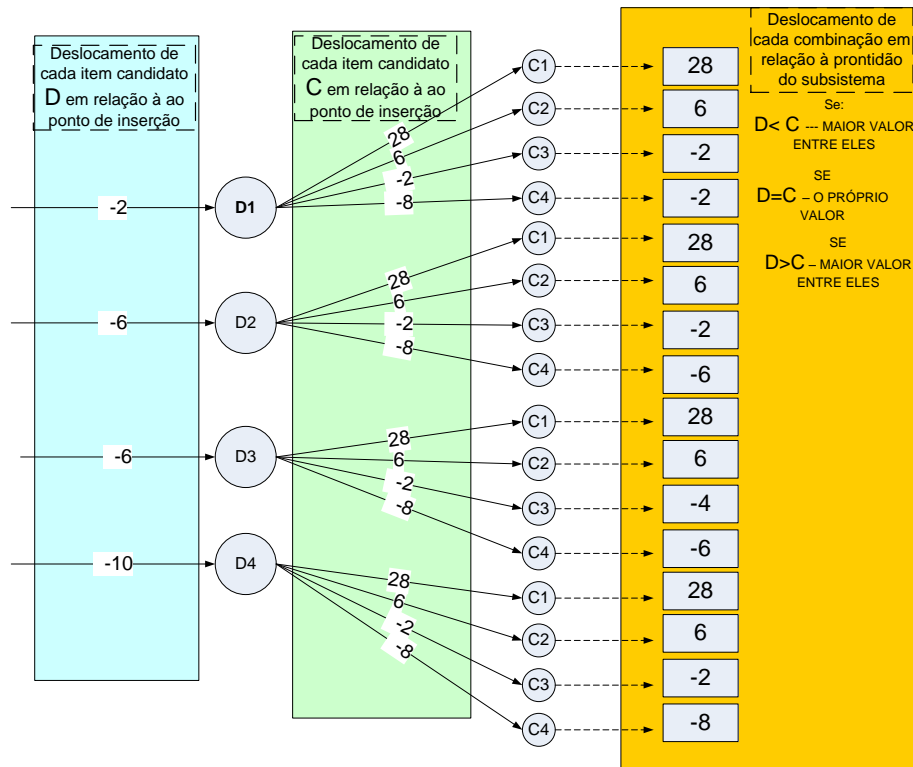 Deslocamento de
cada item candidato
D em relação à ao
ponto de inserção
Deslocamento de
cada item candidato
C em relação à ao
ponto de inserção
Deslocamento de
cada combinação em
relação à prontidão
do subsistema
Se:
D< C --- MAIOR VALOR
ENTRE ELES
SE
D=C – O PRÓPRIO
VALOR
SE
D>C – MAIOR VALOR
ENTRE ELES
-2
D1
28
6
-2
-8
C1
28
C2
6
C3
-2
C4
-2
-6
D2
28
6
-2
-8
C1
28
C2
6
C3
-2
C4
-6
-6
D3
28
6
-2
-8
C1
28
C2
6
C3
-4
C4
-6
-10
D4
28
6
-2
-8
C1
28
C2
6
C3
-2
C4
-8